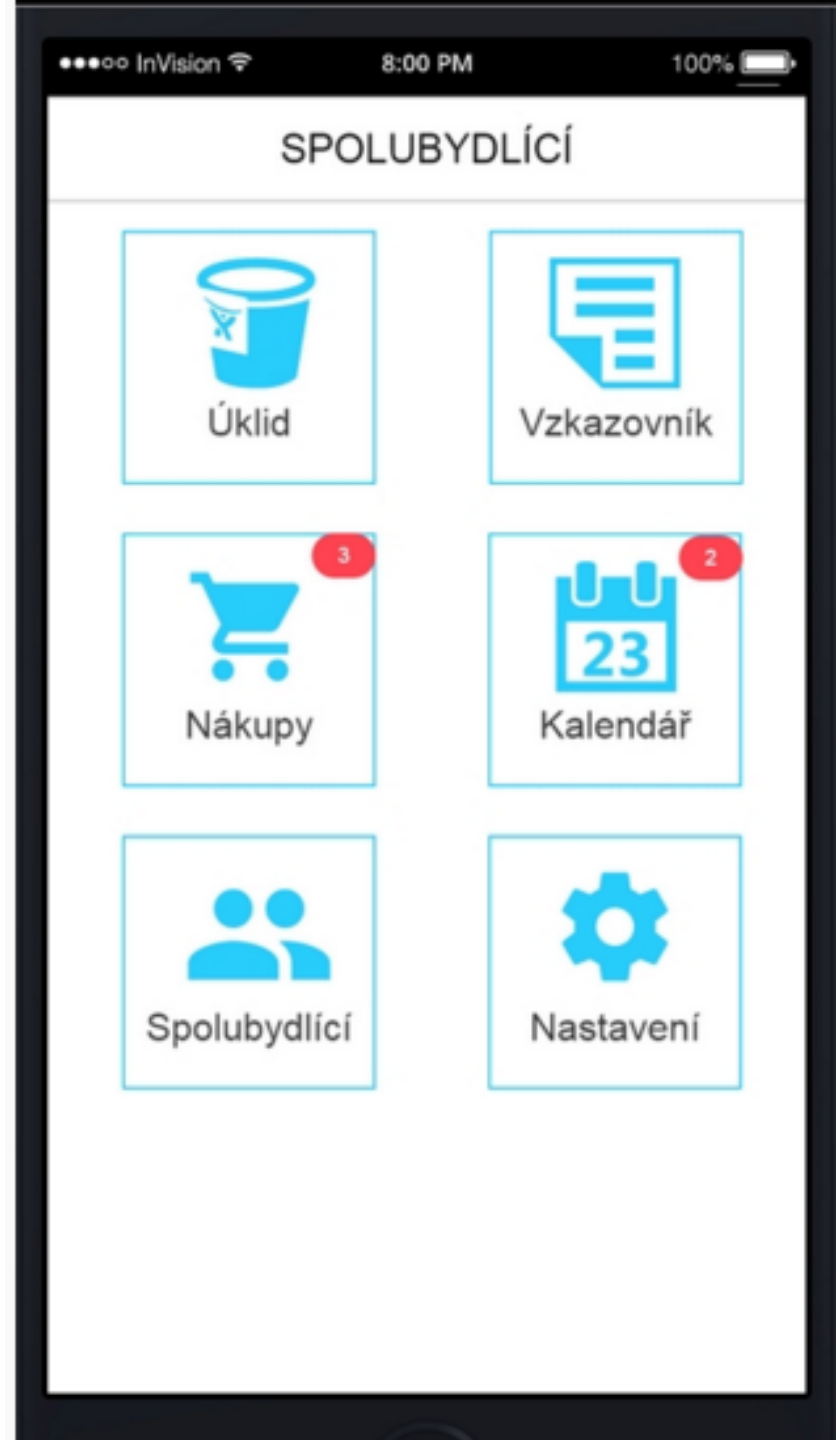 InVision 8:00 PM 100%
SPOLUBYDLÍCÍ
Úklid Vzkazovník
3 2
23
Nákupy Kalendář
Spolubydlící Nastavení